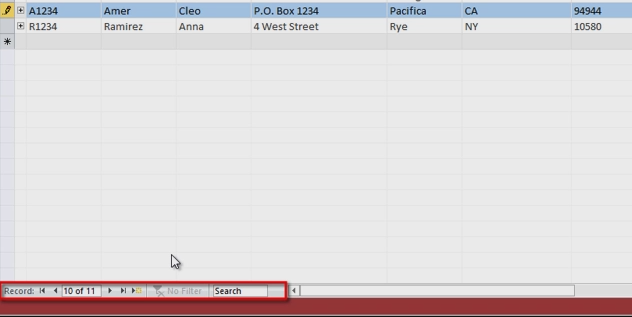 A1234 Amer Cleo P.O. Box 1234 Pacifica CA 94944
R1234 Ramirez Anna 4 West Street Rye NY 10580
Record: 10 of 11 No Filter Search